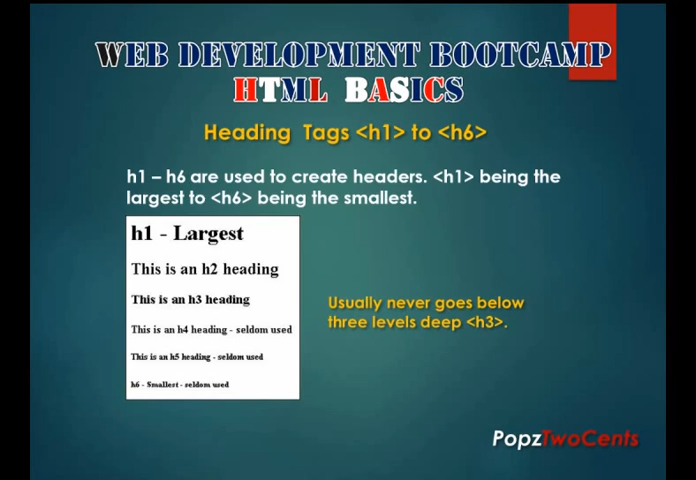 WEB DEVELOPMENT BOOTCAMP
HTML BASICS
Heading Tags <h1> to <h6>
h1 – h6 are used to create headers. <h1> being the
largest to <h6> being the smallest.
h1 - Largest
This is an h2 heading
This is an h3 heading
This is an h4 heading - seldom used
This is an h5 heading - seldom used
h6 - Smallest - seldom used
Usually never goes below
three levels deep <h3>.
PopzTwoCents